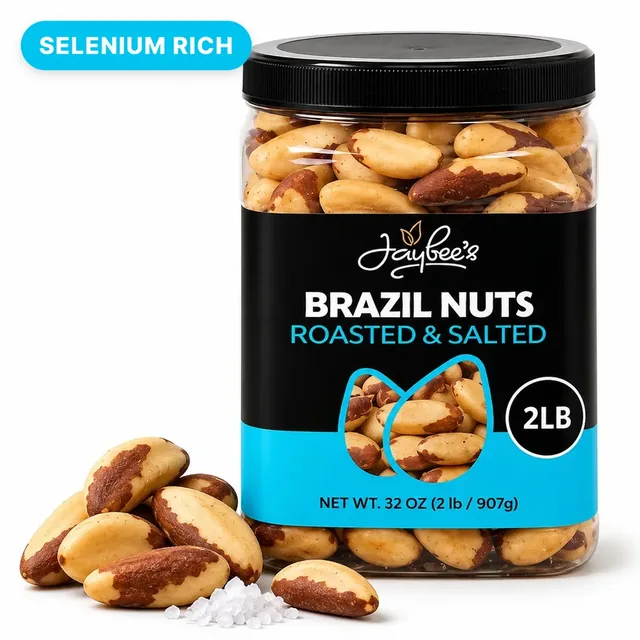 SELENIUM RICH
Jaybee's
BRAZIL NUTS
ROASTED & SALTED
2LB
NET WT. 32 OZ (2 lb / 907g)